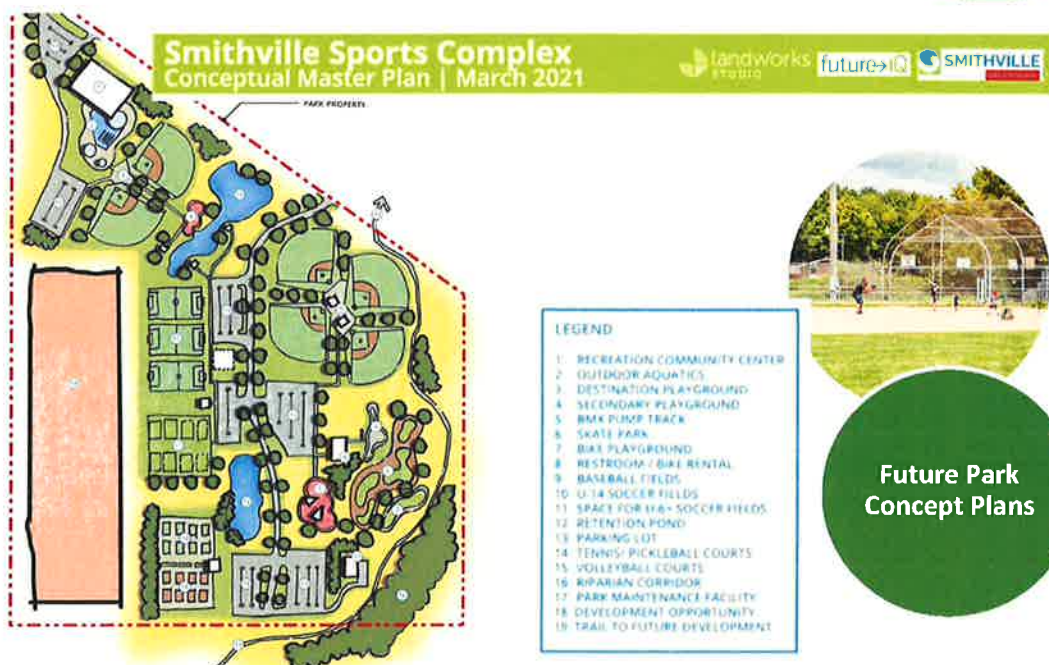 Smithville Sports Complex
Conceptual Master Plan | March 2021
landworks
STUDIO
future→iQ
SMITHVILLE
PARK PROPERTY
LEGEND
1 RECREATION COMMUNITY CENTER
2 OUTDOOR AQUATICS
3 DESTINATION PLAYGROUND
4 SECONDARY PLAYGROUND
5 BMX PUMP TRACK
6 SKATE PARK
7 BIKE PLAYGROUND
8 RESTROOM / BIKE RENTAL
9 BASEBALL FIELDS
10 U-14 SOCCER FIELDS
11 SPACE FOR U-6+ SOCCER FIELDS
12 RETENTION POND
13 PARKING LOT
14 TENNIS/ PICKLEBALL COURTS
15 VOLLEYBALL COURTS
16 RIPARIAN CORRIDOR
17 PARK MAINTENANCE FACILITY
18 DEVELOPMENT OPPORTUNITY
19 TRAIL TO FUTURE DEVELOPMENT
Future Park
Concept Plans